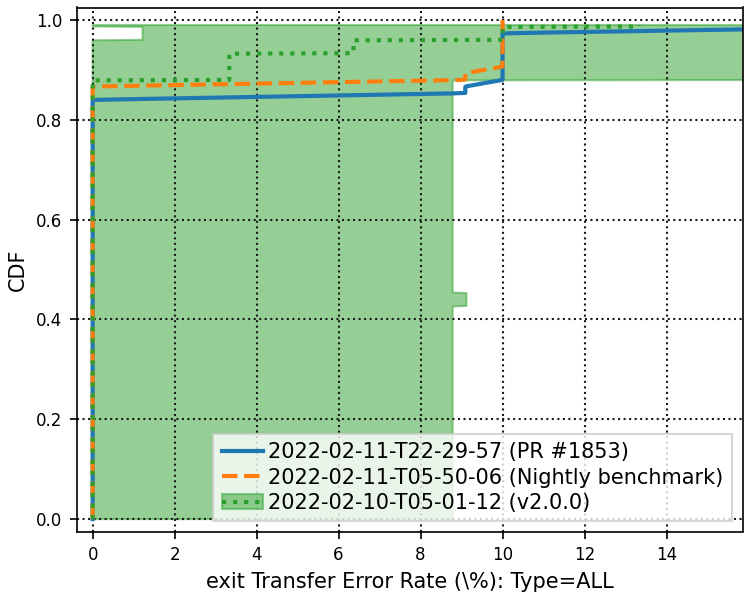 1.0
0.8
0.6
0.4
0.2
0.0
CDF
2022-02-11-T22-29-57 (PR #1853)
2022-02-11-T05-50-06 (Nightly benchmark)
2022-02-10-T05-01-12 (v2.0.0)
0 2 4 6 8 10 12 14
exit Transfer Error Rate (\%): Type=ALL